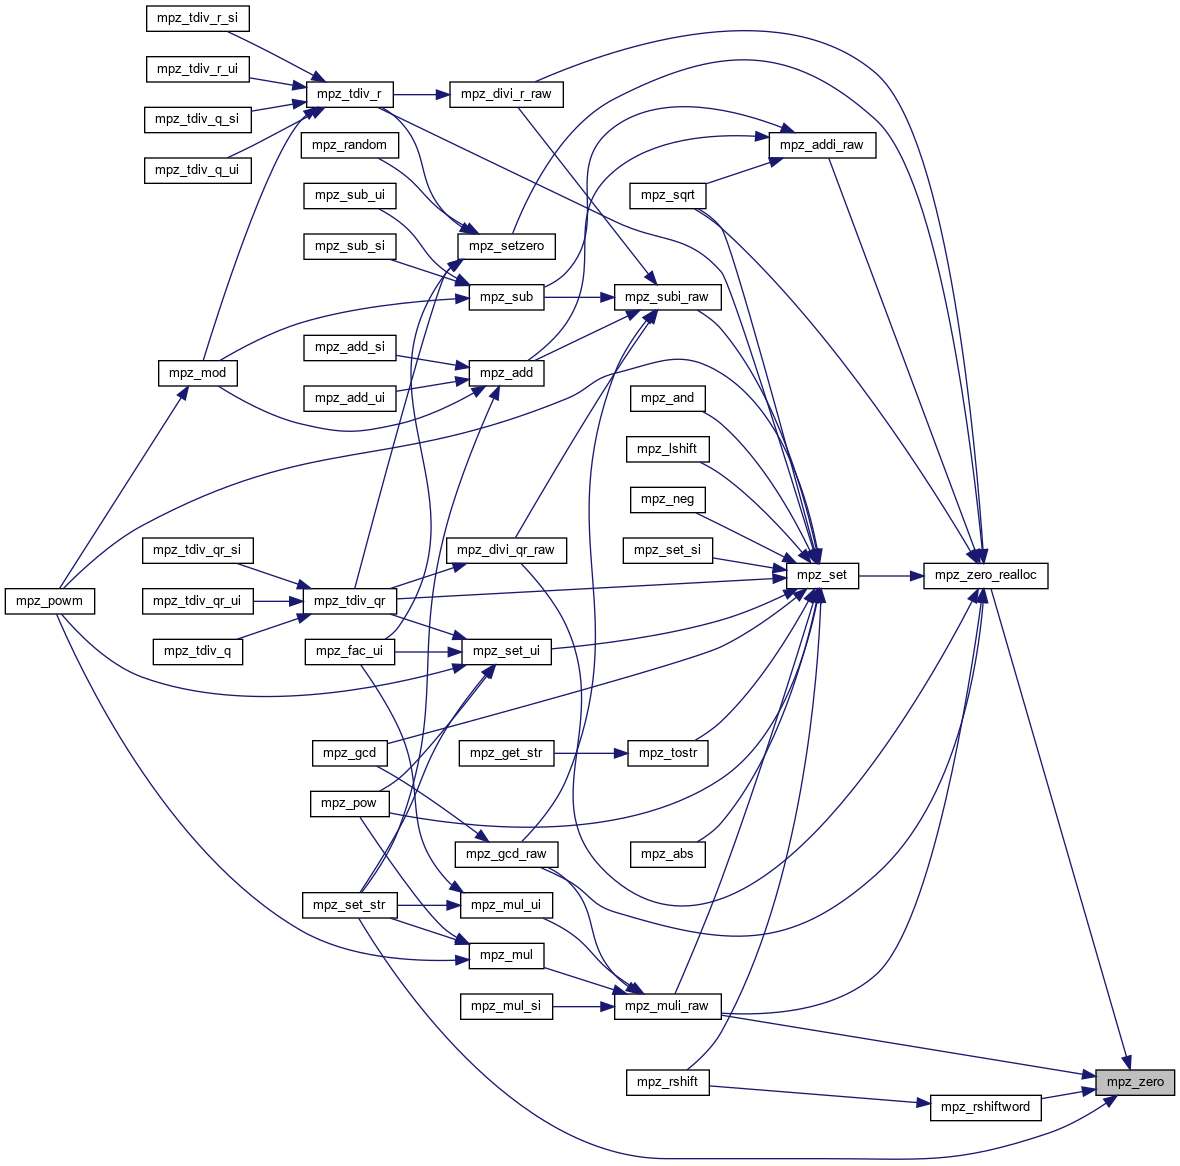 mpz_tdiv_r_si
mpz_tdiv_r_ui
mpz_tdiv_r
mpz_divi_r_raw
mpz_tdiv_q_si
mpz_random
mpz_addi_raw
mpz_tdiv_q_ui
mpz_sub_ui
mpz_sqrt
mpz_sub_si
mpz_setzero
mpz_sub
mpz_subi_raw
mpz_add_si
mpz_mod
mpz_add
mpz_add_ui
mpz_and
mpz_lshift
mpz_neg
mpz_tdiv_qr_si
mpz_divi_qr_raw
mpz_set_si
mpz_set
mpz_zero_realloc
mpz_powm
mpz_tdiv_qr_ui
mpz_tdiv_qr
mpz_tdiv_q
mpz_fac_ui
mpz_set_ui
mpz_gcd
mpz_get_str
mpz_tostr
mpz_pow
mpz_gcd_raw
mpz_abs
mpz_set_str
mpz_mul_ui
mpz_mul
mpz_mul_si
mpz_muli_raw
mpz_rshift
mpz_zero
mpz_rshiftword